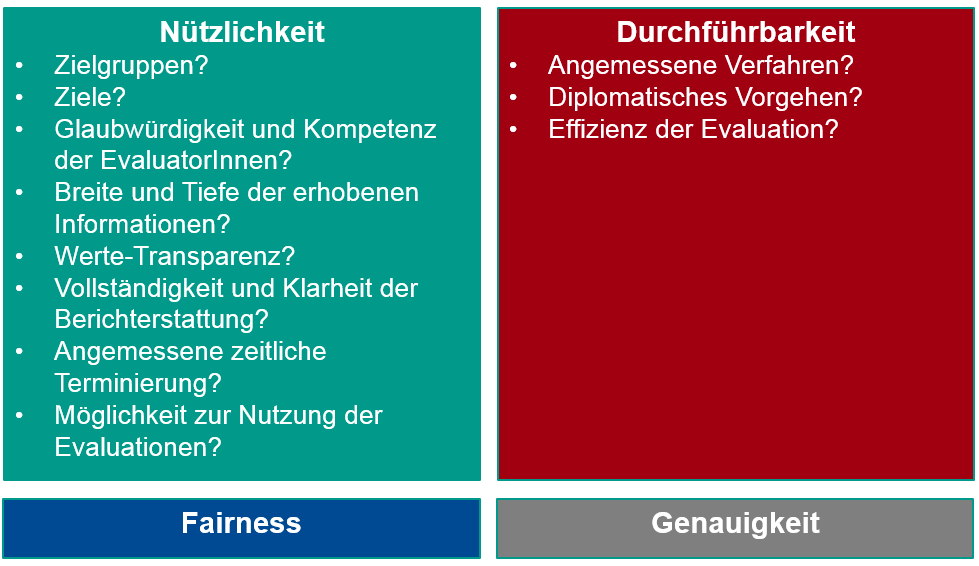 Nützlichkeit
• Zielgruppen?
• Ziele?
• Glaubwürdigkeit und Kompetenz
der EvaluatorInnen?
• Breite und Tiefe der erhobenen
Informationen?
• Werte-Transparenz?
• Vollständigkeit und Klarheit der
Berichterstattung?
• Angemessene zeitliche
Terminierung?
• Möglichkeit zur Nutzung der
Evaluationen?
Durchführbarkeit
• Angemessene Verfahren?
• Diplomatisches Vorgehen?
• Effizienz der Evaluation?
Fairness
Genauigkeit